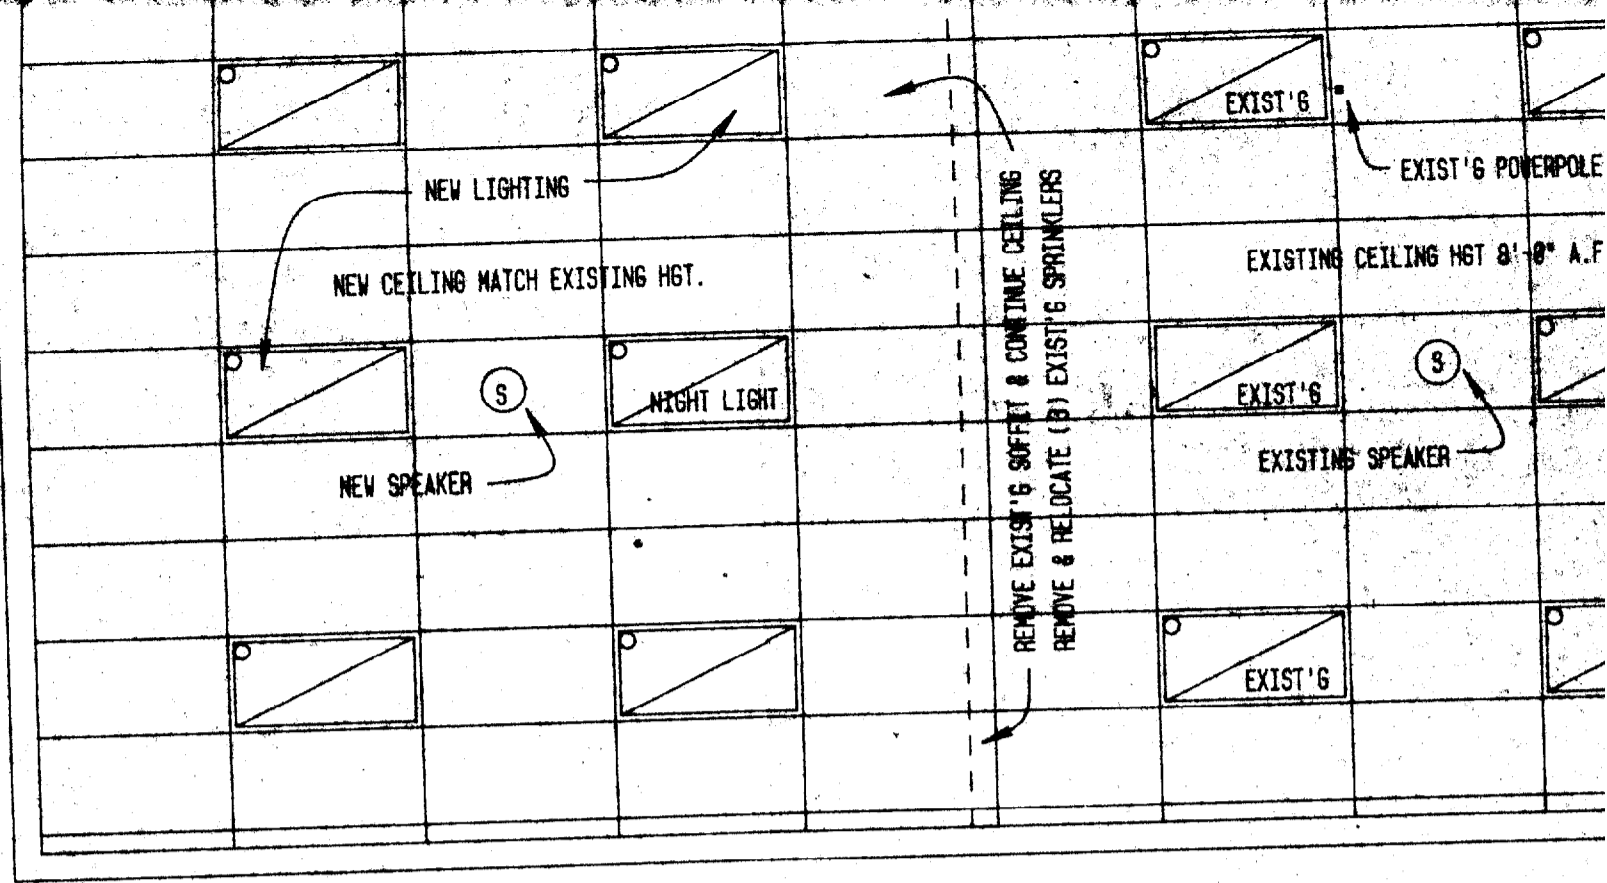 EXIST'G
NEW LIGHTING
EXIST'G POWERPOLE
NEW CEILING MATCH EXISTING HGT.
EXISTING CEILING HGT 8'-0" A.F
REMOVE EXIST'G SOFFIT & CONTINUE CEILING
REMOVE & RELOCATE (3) EXIST'G SPRINKLERS
S
NIGHT LIGHT
EXIST'G
S
NEW SPEAKER
EXISTING SPEAKER
EXIST'G